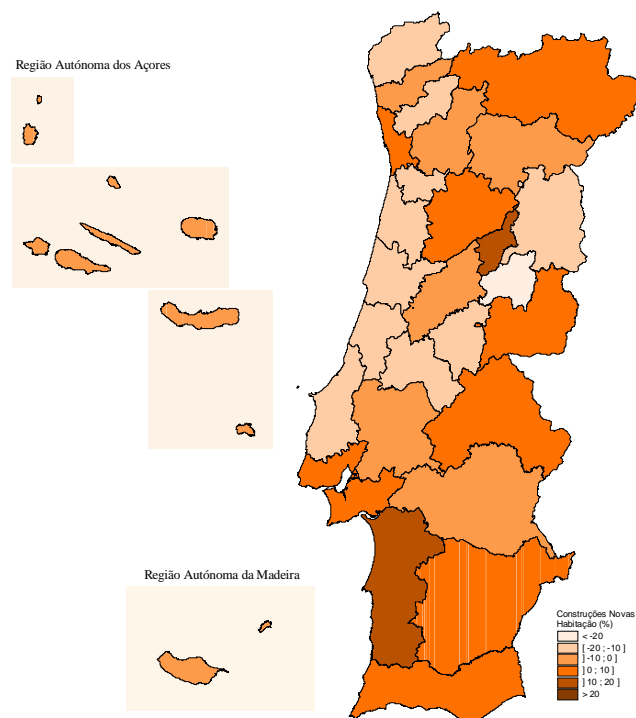 Região Autónoma dos Açores
Região Autónoma da Madeira
Construções Novas
Habitação (%)
< -20
[ -20 ; -10 ]
] -10 ; 0 ]
] 0 ; 10 ]
] 10 ; 20 ]
> 20